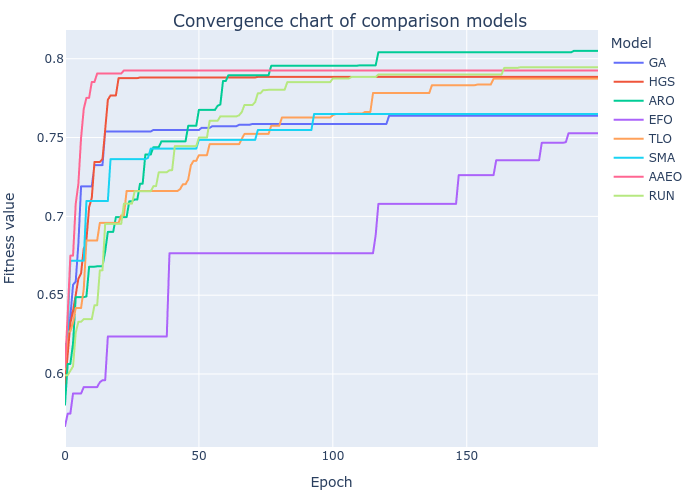 Convergence chart of comparison models
Model
GA
HGS
ARO
EFO
TLO
SMA
AAEO
RUN
Fitness value
0.8
0.75
0.7
0.65
0.6
0
50
100
150
Epoch